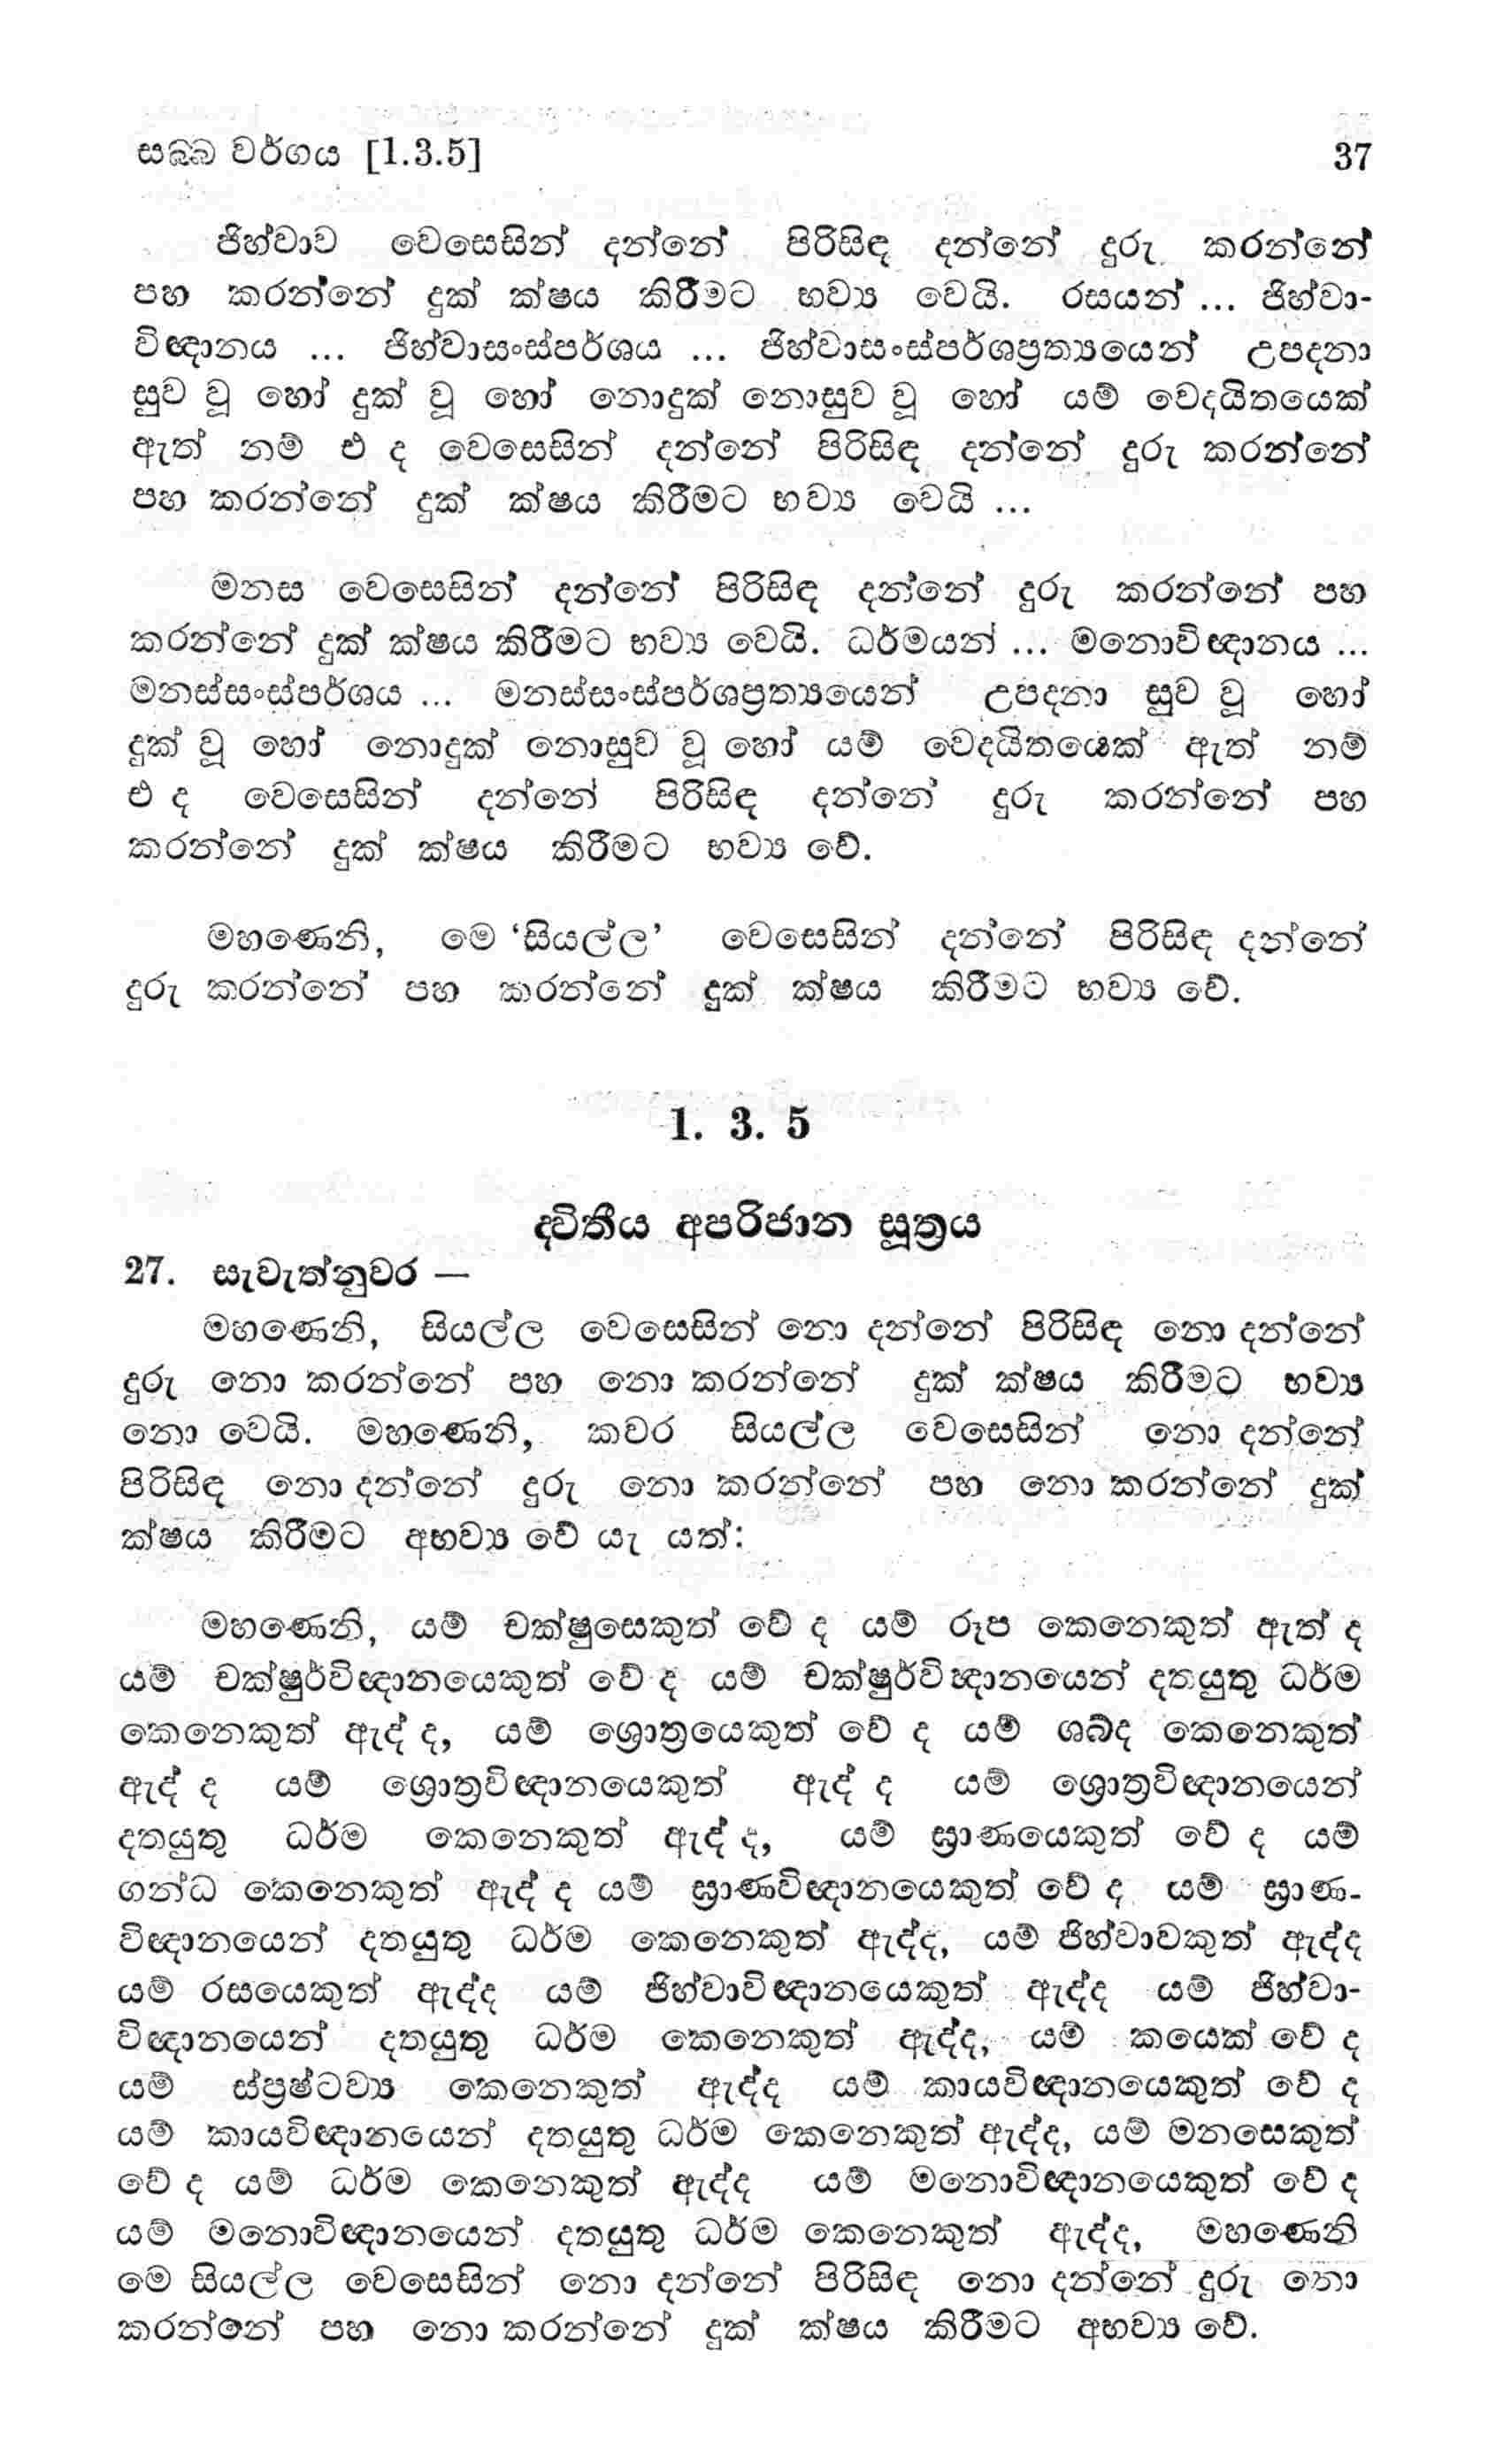 සබ්බ වර්ගය [1.3.5] 37
ජිහ්වාව වෙසෙසින් දන්නේ පිරිසිඳ දන්නේ දුරු කරන්නේ
පහ කරන්නේ දුක් ක්ෂය කිරීමට භව්‍ය වෙයි. රසයන් ... ජිහ්වා-
විඥානය ... ජිහ්වාසංස්පර්ශය ... ජිහ්වාසංස්පර්ශප්‍රත්‍යයෙන් උපදනා
සුව වූ හෝ දුක් වූ හෝ නොදුක් නොසුව වූ හෝ යම් වෙදයිතයෙක්
ඇත් නම් එ ද වෙසෙසින් දන්නේ පිරිසිඳ දන්නේ දුරු කරන්නේ
පහ කරන්නේ දුක් ක්ෂය කිරීමට භව්‍ය වෙයි ...
මනස වෙසෙසින් දන්නේ පිරිසිඳ දන්නේ දුරු කරන්නේ පහ
කරන්නේ දුක් ක්ෂය කිරීමට භව්‍ය වෙයි. ධර්මයන් ... මනොවිඥානය ...
මනස්සංස්පර්ශය ... මනස්සංස්පර්ශප්‍රත්‍යයෙන් උපදනා සුව වූ හෝ
දුක් වූ හෝ නොදුක් නොසුව වූ හෝ යම් වෙදයිතයෙක් ඇත් නම්
එ ද වෙසෙසින් දන්නේ පිරිසිඳ දන්නේ දුරු කරන්නේ පහ
කරන්නේ දුක් ක්ෂය කිරීමට භව්‍ය වේ.
මහණෙනි, මෙ ‘සියල්ල’ වෙසෙසින් දන්නේ පිරිසිඳ දන්නේ
දුරු කරන්නේ පහ කරන්නේ දුක් ක්ෂය කිරීමට භව්‍ය වේ.
1. 3. 5
ද්විතීය අපරිජාන සූත්‍රය
27. සැවැත්නුවර —
මහණෙනි, සියල්ල වෙසෙසින් නො දන්නේ පිරිසිඳ නො දන්නේ
දුරු නො කරන්නේ පහ නො කරන්නේ දුක් ක්ෂය කිරීමට භව්‍ය
නො වෙයි. මහණෙනි, කවර සියල්ල වෙසෙසින් නො දන්නේ
පිරිසිඳ නො දන්නේ දුරු නො කරන්නේ පහ නො කරන්නේ දුක්
ක්ෂය කිරීමට අභව්‍ය වේ යැ යත්:
මහණෙනි, යම් චක්ෂුසෙකුත් වේ ද යම් රූප කෙනෙකුත් ඇත් ද
යම් චක්ෂුර්විඥානයෙකුත් වේ ද යම් චක්ෂුර්විඥානයෙන් දතයුතු ධර්ම
කෙනෙකුත් ඇද් ද, යම් ශ්‍රොත්‍රයෙකුත් වේ ද යම් ශබ්ද කෙනෙකුත්
ඇද් ද යම් ශ්‍රොත්‍රවිඥානයෙකුත් ඇද් ද යම් ශ්‍රොත්‍රවිඥානයෙන්
දතයුතු ධර්ම කෙනෙකුත් ඇද් ද, යම් ඝ්‍රාණයෙකුත් වේ ද යම්
ගන්ධ කෙනෙකුත් ඇද් ද යම් ඝ්‍රාණවිඥානයෙකුත් වේ ද යම් ඝ්‍රාණ-
විඥානයෙන් දතයුතු ධර්ම කෙනෙකුත් ඇද්ද, යම් ජිහ්වාවකුත් ඇද්ද
යම් රසයෙකුත් ඇද්ද යම් ජිහ්වාවිඥානයෙකුත් ඇද්ද යම් ජිහ්වා-
විඥානයෙන් දතයුතු ධර්ම කෙනෙකුත් ඇද්ද, යම් කයෙක් වේ ද
යම් ස්ප්‍රෂ්ටව්‍ය කෙනෙකුත් ඇද්ද යම් කායවිඥානයෙකුත් වේ ද
යම් කායවිඥානයෙන් දතයුතු ධර්ම කෙනෙකුත් ඇද්ද, යම් මනසෙකුත්
වේ ද යම් ධර්ම කෙනෙකුත් ඇද්ද යම් මනොවිඥානයෙකුත් වේ ද
යම් මනොවිඥානයෙන් දතයුතු ධර්ම කෙනෙකුත් ඇද්ද, මහණෙනි
මෙ සියල්ල වෙසෙසින් නො දන්නේ පිරිසිඳ නො දන්නේ දුරු නො
කරන්නේ පහ නො කරන්නේ දුක් ක්ෂය කිරීමට අභව්‍ය වේ.